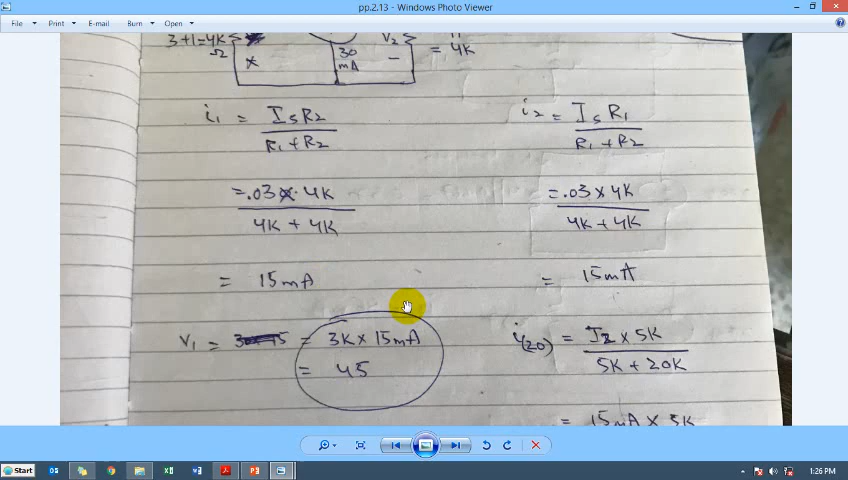 pp.2.13 - Windows Photo Viewer
File Print E-mail Burn Open
3+1=4K
Ω
30
mA
V2
-
= 4K
i1 = IsR2
R1+R2
i2 = Is R1
R1+R2
= .03 × 4K
4K + 4K
= .03 × 4K
4K + 4K
= 15mA
= 15mA
V1 = = 3K × 15mA
= 45
i(20) = I2 × 5K
5K + 20K
= 15mA × 5K
Start
1:26 PM